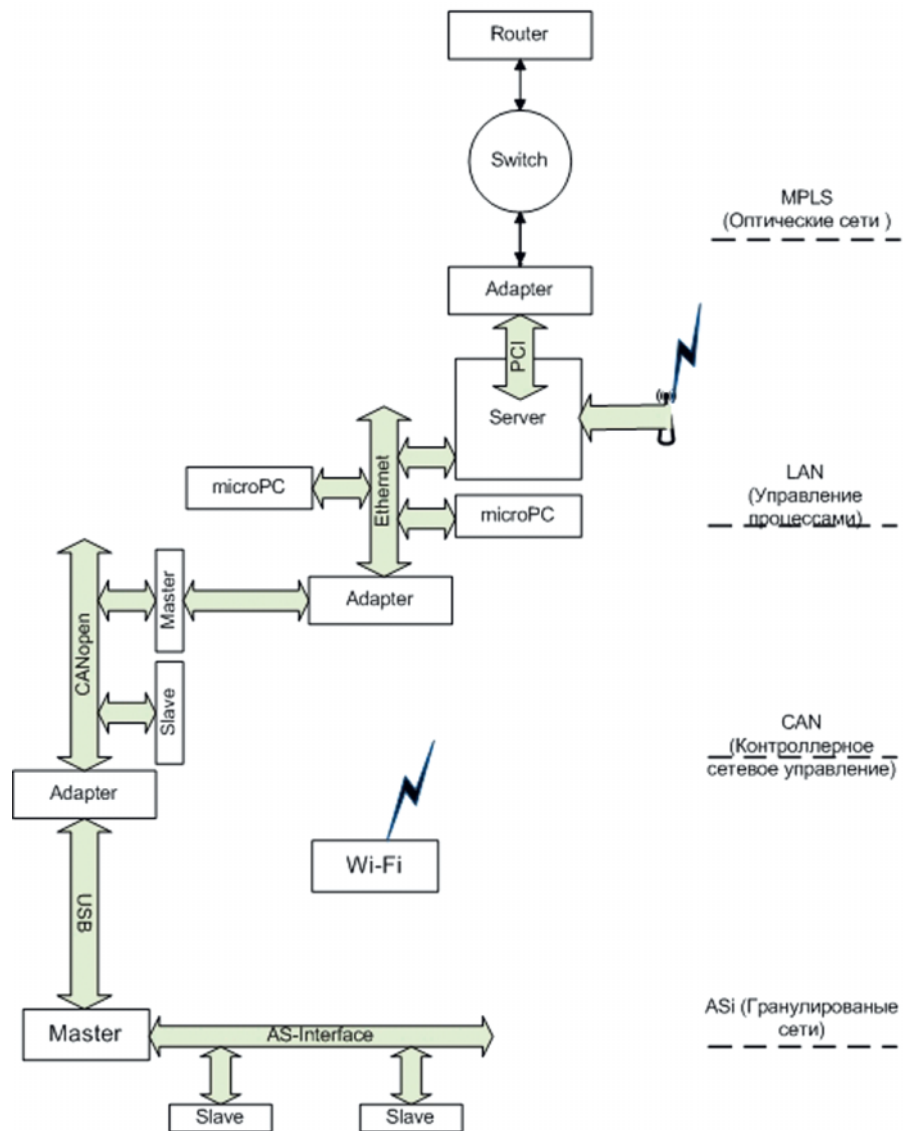 Router
Switch
MPLS
(Оптические сети )
Adapter
PCI
Server
Ethernet
microPC
microPC
LAN
(Управление
процессами)
Adapter
CANopen
Master
Slave
CAN
(Контроллерное
сетевое управление)
Adapter
Wi-Fi
USB
ASi (Гранулированые
сети)
Master
AS-Interface
Slave
Slave